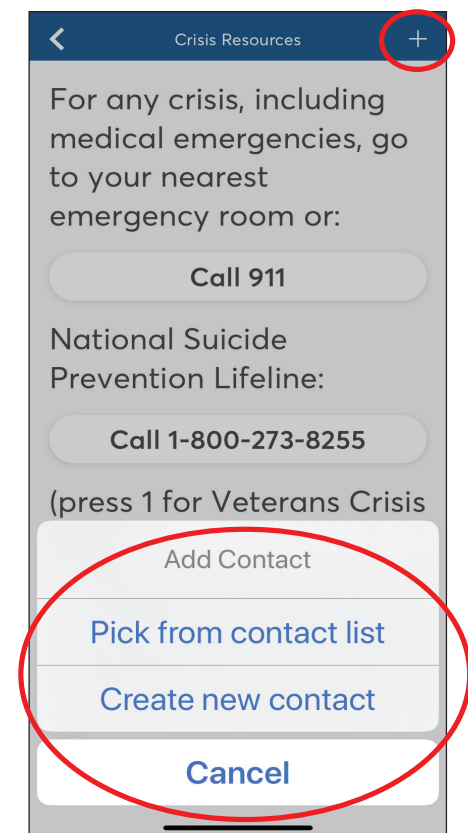 Crisis Resources +
For any crisis, including
medical emergencies, go
to your nearest
emergency room or:
Call 911
National Suicide
Prevention Lifeline:
Call 1-800-273-8255
(press 1 for Veterans Crisis
Add Contact
Pick from contact list
Create new contact
Cancel